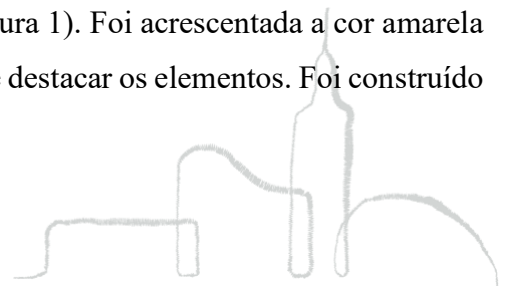 ura 1). Foi acrescentada a cor amarela
destacar os elementos. Foi construído